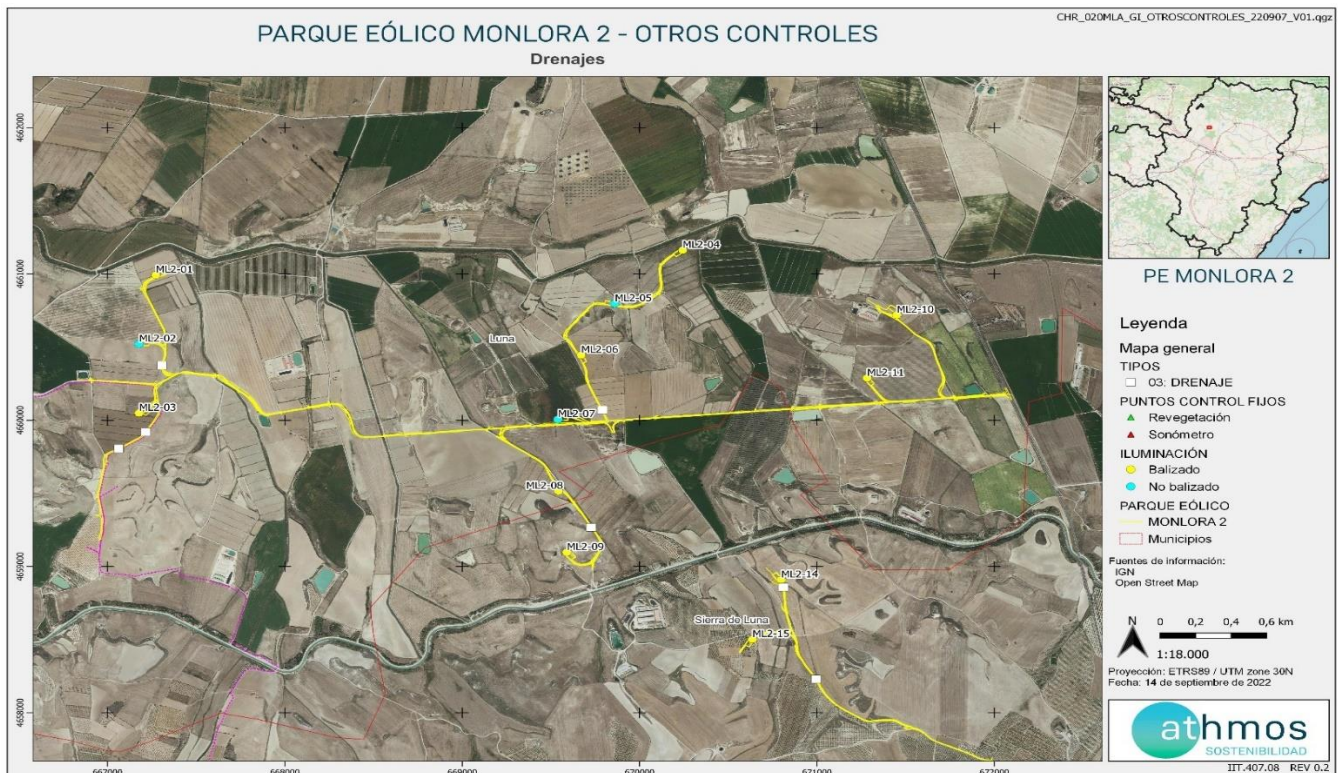 CHR_020MLA_GI_OTROSCONTROLES_220907_V01.qgz
PARQUE EÓLICO MONLORA 2 - OTROS CONTROLES
Drenajes
4662000
4661000
4660000
4659000
4658000
ML2-01
ML2-02
ML2-03
ML2-04
ML2-05
Luna
ML2-06
ML2-07
ML2-08
ML2-09
ML2-10
ML2-11
ML2-14
Sierra de Luna
ML2-15
667000
668000
669000
670000
671000
672000
PE MONLORA 2
Leyenda
Mapa general
TIPOS
03: DRENAJE
PUNTOS CONTROL FIJOS
Revegetación
Sonómetro
ILUMINACIÓN
Balizado
No balizado
PARQUE EÓLICO
MONLORA 2
Municipios
Fuentes de información:
IGN
Open Street Map
N
0 0,2 0,4 0,6 km
1:18.000
Proyección: ETRS89 / UTM zone 30N
Fecha: 14 de septiembre de 2022
athmos
SOSTENIBILIDAD
IIT.407.08 REV 0.2